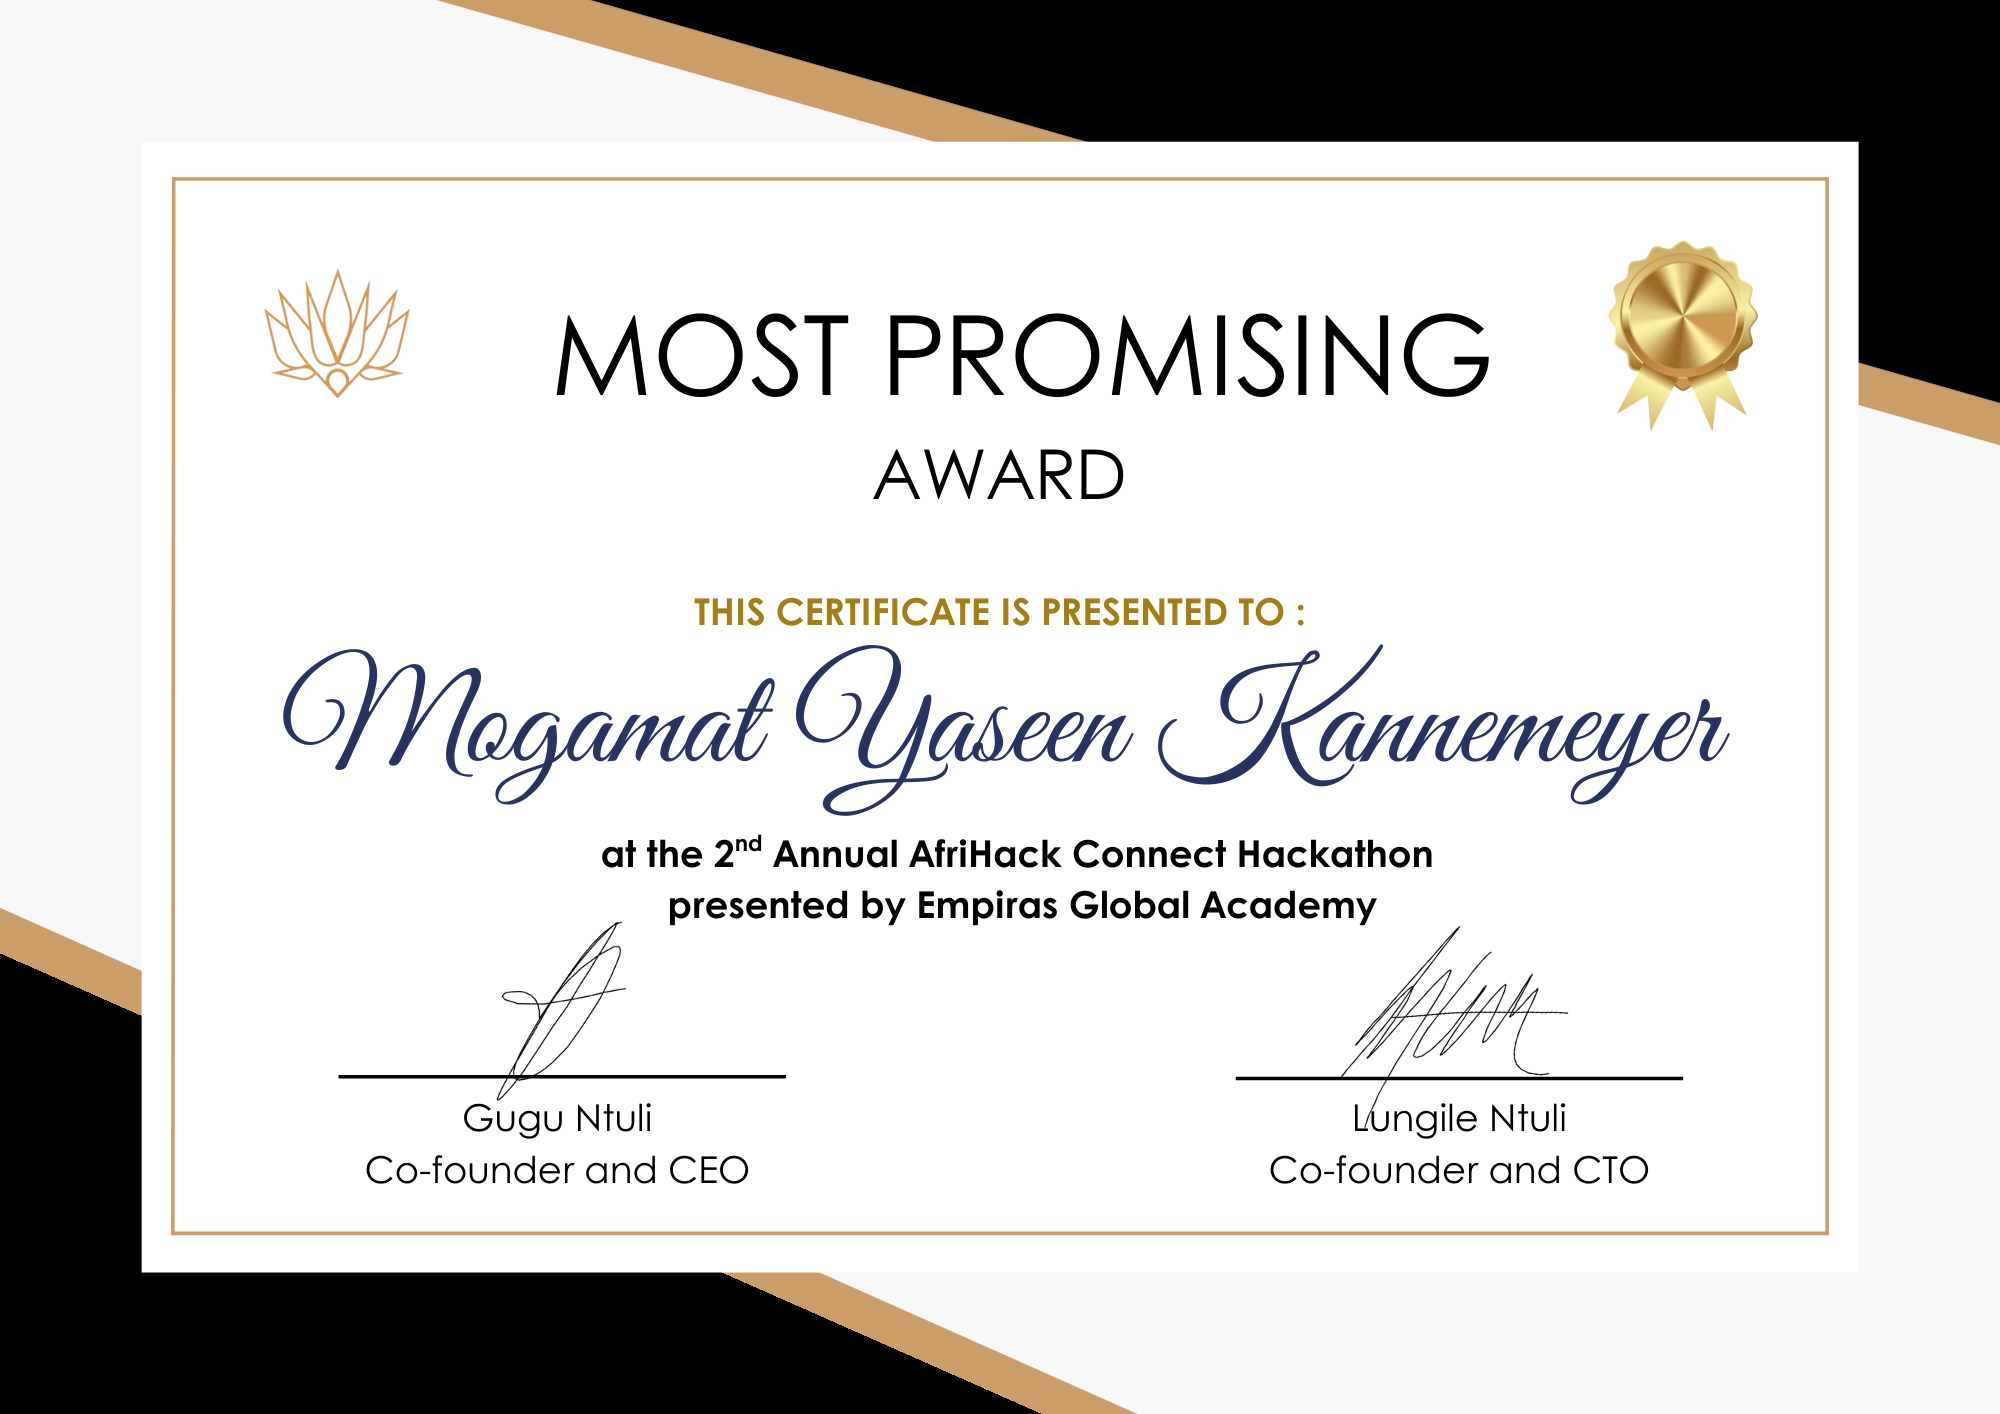 MOST PROMISING
AWARD
THIS CERTIFICATE IS PRESENTED TO :
Mogamat Yaseen Kannemeyer
at the 2nd Annual AfriHack Connect Hackathon
presented by Empiras Global Academy
Gugu Ntuli
Co-founder and CEO
Lungile Ntuli
Co-founder and CTO